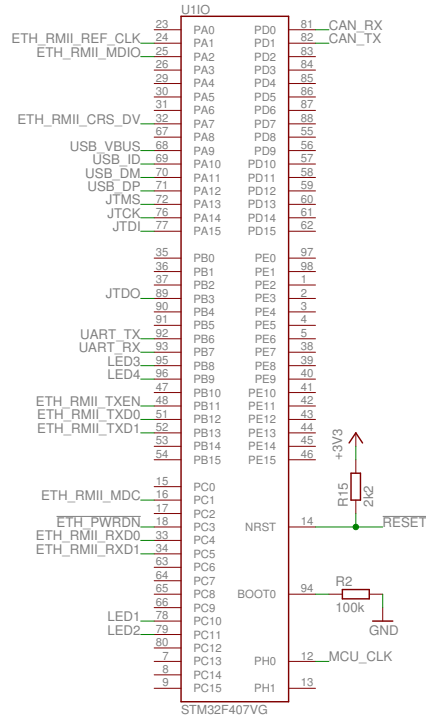 U1IO
23 PA0 PD0 81 CAN_RX
ETH_RMII_REF_CLK 24 PA1 PD1 82 CAN_TX
ETH_RMII_MDIO 25 PA2 PD2 83
26 PA3 PD3 84
29 PA4 PD4 85
30 PA5 PD5 86
31 PA6 PD6 87
ETH_RMII_CRS_DV 32 PA7 PD7 88
67 PA8 PD8 55
USB_VBUS 68 PA9 PD9 56
USB_ID 69 PA10 PD10 57
USB_DM 70 PA11 PD11 58
USB_DP 71 PA12 PD12 59
JTMS 72 PA13 PD13 60
JTCK 76 PA14 PD14 61
JTDI 77 PA15 PD15 62
35 PB0 PE0 97
36 PB1 PE1 98
37 PB2 PE2 1
JTDO 89 PB3 PE3 2
90 PB4 PE4 3
91 PB5 PE5 4
UART_TX 92 PB6 PE6 5
UART_RX 93 PB7 PE7 38
LED3 95 PB8 PE8 39
LED4 96 PB9 PE9 40
47 PB10 PE10 41
ETH_RMII_TXEN 48 PB11 PE11 42
ETH_RMII_TXD0 51 PB12 PE12 43
ETH_RMII_TXD1 52 PB13 PE13 44
53 PB14 PE14 45
54 PB15 PE15 46
+3V3
15 PC0
R15
2k2
ETH_RMII_MDC 16 PC1
17 PC2
ETH_PWRDN 18 PC3 NRST 14 RESET
ETH_RMII_RXD0 33 PC4
ETH_RMII_RXD1 34 PC5
63 PC6
64 PC7
R2
65 PC8 BOOT0 94
100k
66 PC9
LED1 78 PC10
GND
LED2 79 PC11
80 PC12
7 PC13 PH0 12 MCU_CLK
8 PC14
9 PC15 PH1 13
STM32F407VG